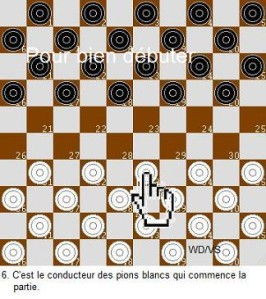 Pour bien débuter
21
22
23
24
25
26
27
28
29
30
WD/VS
6. C'est le conducteur des pions blancs qui commence la
partie.